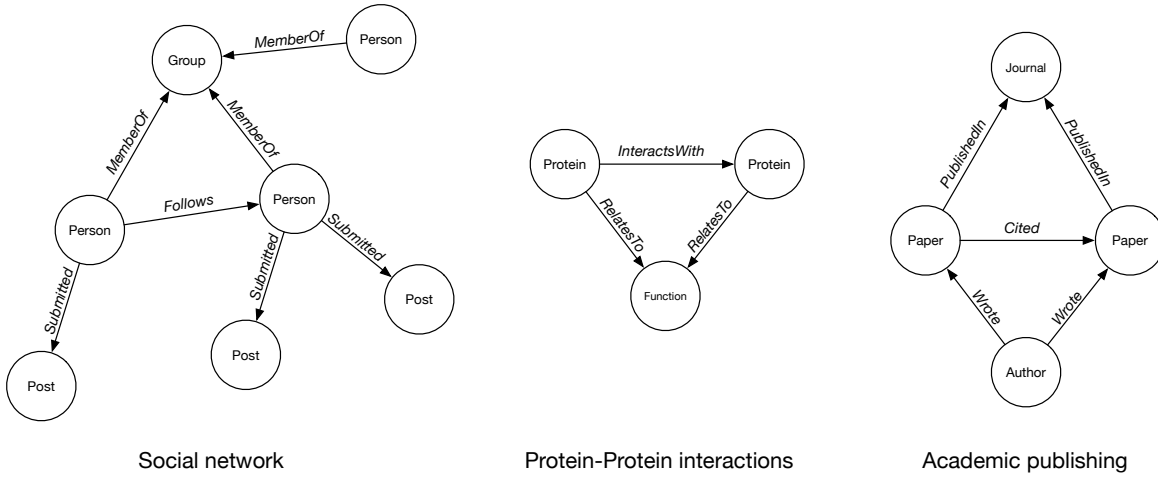 Group
MemberOf
Person
MemberOf
MemberOf
Person
Follows
Person
Submitted
Submitted
Submitted
Post
Post
Post
Social network
Protein
InteractsWith
Protein
RelatesTo
RelatesTo
Function
Protein-Protein interactions
Journal
PublishedIn
PublishedIn
Paper
Cited
Paper
Wrote
Wrote
Author
Academic publishing